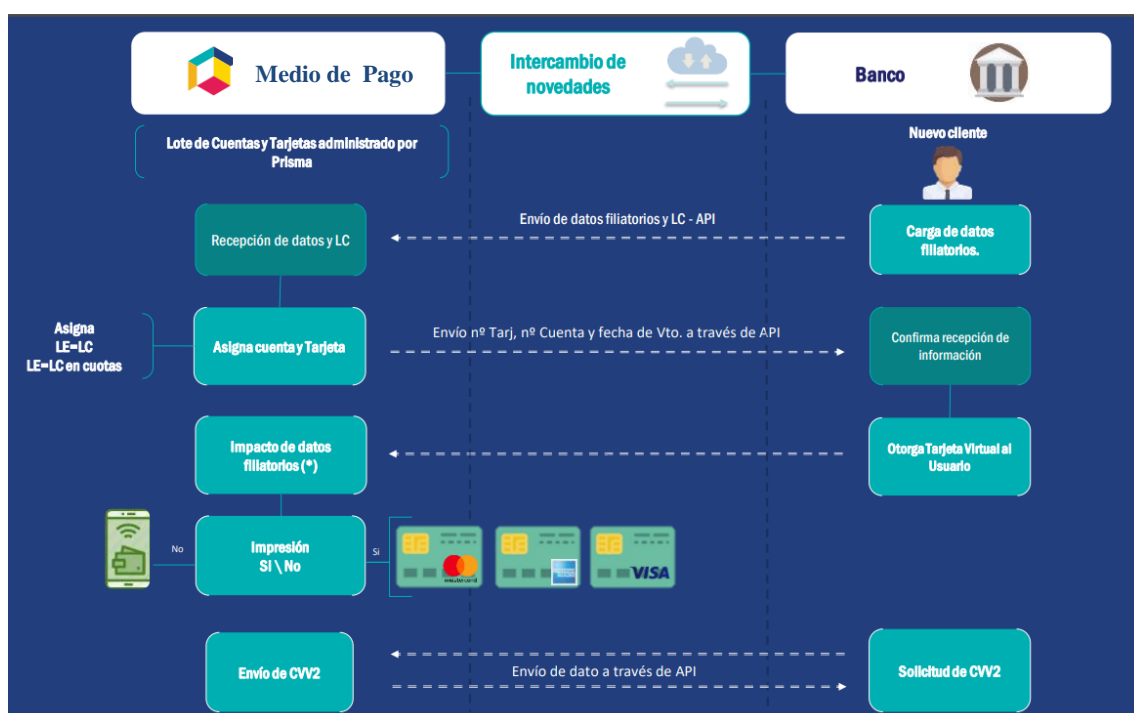 Medio de Pago
Intercambio de
novedades
Banco
Lote de Cuentas y Tarjetas administrado por
Prisma
Nuevo cliente
Envío de datos filiatorios y LC - API
Recepción de datos y LC
Carga de datos
filiatorios.
Asigna
LE=LC
LE=LC en cuotas
Asigna cuenta y Tarjeta
Envío nº Tarj, nº Cuenta y fecha de Vto. a través de API
Confirma recepción de
información
Impacto de datos
filiatorios (*)
Otorga Tarjeta Virtual al
Usuario
No
Impresión
SI \ No
Si
mastercard
VISA
Envío de CVV2
Envío de dato a través de API
Solicitud de CVV2